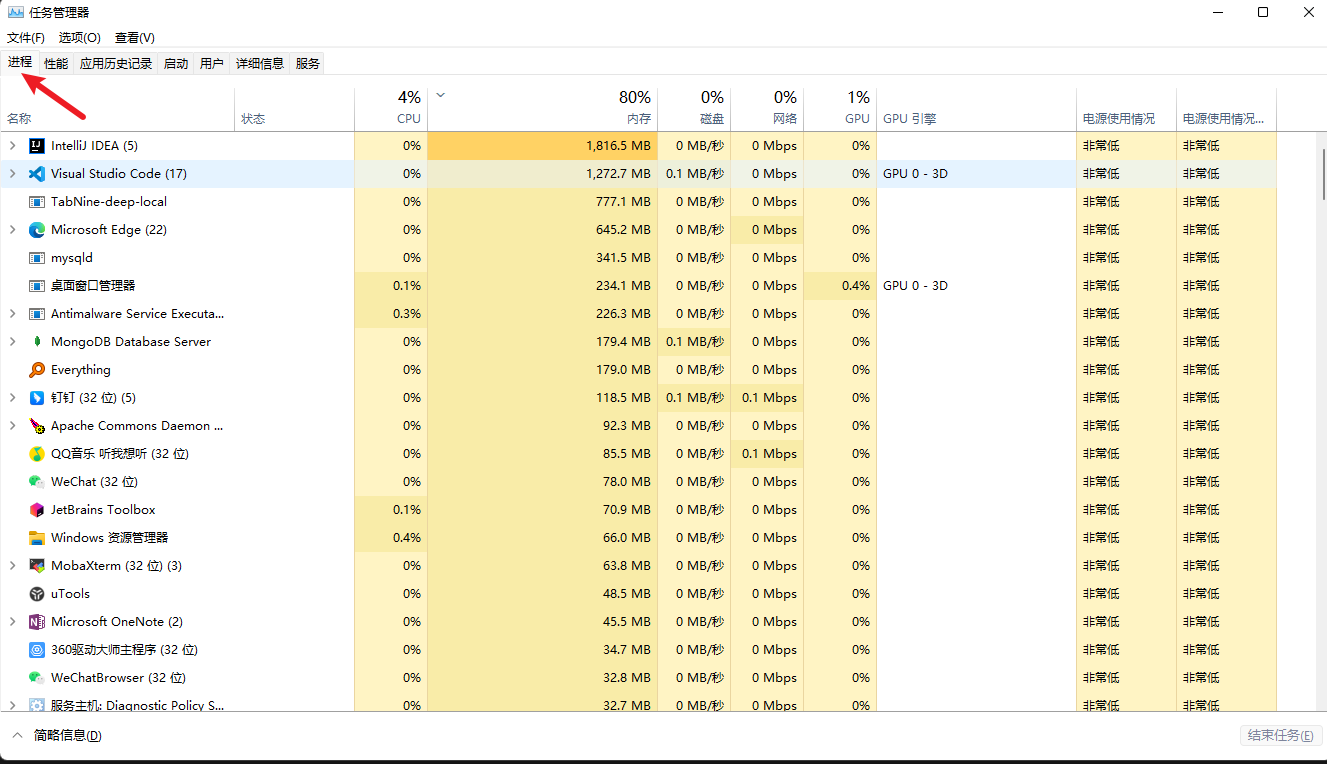 任务管理器
文件(F) 选项(O) 查看(V)
进程 性能 应用历史记录 启动 用户 详细信息 服务
4% 80% 0% 0% 1%
名称 状态 CPU 内存 磁盘 网络 GPU GPU 引擎 电源使用情况 电源使用情况...
IntelliJ IDEA (5) 0% 1,816.5 MB 0 MB/秒 0 Mbps 0% 非常低 非常低
Visual Studio Code (17) 0% 1,272.7 MB 0.1 MB/秒 0 Mbps 0% GPU 0 - 3D 非常低 非常低
TabNine-deep-local 0% 777.1 MB 0 MB/秒 0 Mbps 0% 非常低 非常低
Microsoft Edge (22) 0% 645.2 MB 0 MB/秒 0 Mbps 0% 非常低 非常低
mysqld 0% 341.5 MB 0 MB/秒 0 Mbps 0% 非常低 非常低
桌面窗口管理器 0.1% 234.1 MB 0 MB/秒 0 Mbps 0.4% GPU 0 - 3D 非常低 非常低
Antimalware Service Executa... 0.3% 226.3 MB 0 MB/秒 0 Mbps 0% 非常低 非常低
MongoDB Database Server 0% 179.4 MB 0.1 MB/秒 0 Mbps 0% 非常低 非常低
Everything 0% 179.0 MB 0 MB/秒 0 Mbps 0% 非常低 非常低
钉钉 (32 位) (5) 0% 118.5 MB 0.1 MB/秒 0.1 Mbps 0% 非常低 非常低
Apache Commons Daemon ... 0% 92.3 MB 0 MB/秒 0 Mbps 0% 非常低 非常低
QQ音乐 听我想听 (32 位) 0% 85.5 MB 0 MB/秒 0.1 Mbps 0% 非常低 非常低
WeChat (32 位) 0% 78.0 MB 0 MB/秒 0 Mbps 0% 非常低 非常低
JetBrains Toolbox 0.1% 70.9 MB 0 MB/秒 0 Mbps 0% 非常低 非常低
Windows 资源管理器 0.4% 66.0 MB 0 MB/秒 0 Mbps 0% 非常低 非常低
MobaXterm (32 位) (3) 0% 63.8 MB 0 MB/秒 0 Mbps 0% 非常低 非常低
uTools 0% 48.5 MB 0 MB/秒 0 Mbps 0% 非常低 非常低
Microsoft OneNote (2) 0% 45.5 MB 0 MB/秒 0 Mbps 0% 非常低 非常低
360驱动大师主程序 (32 位) 0% 34.7 MB 0 MB/秒 0 Mbps 0% 非常低 非常低
WeChatBrowser (32 位) 0% 32.8 MB 0 MB/秒 0 Mbps 0% 非常低 非常低
服务主机: Diagnostic Policy S... 0% 32.7 MB 0 MB/秒 0 Mbps 0% 非常低 非常低
简略信息(D) 结束任务(E)